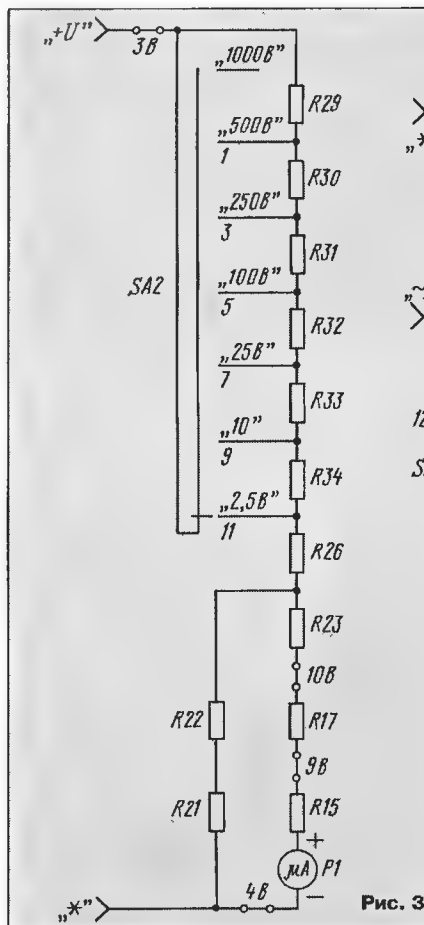 „+U"
3В
„1000В"
R29
„500В"
1
R30
„250В"
3
R31
SA2
„100В"
5
R32
„25В"
7
R33
„10"
9
R34
„2,5В"
11
R26
R23
10В
R22
R17
9В
R21
R15
+
μA
P1
−
„*"
4В
Рис. 3
„*
„~
12
S